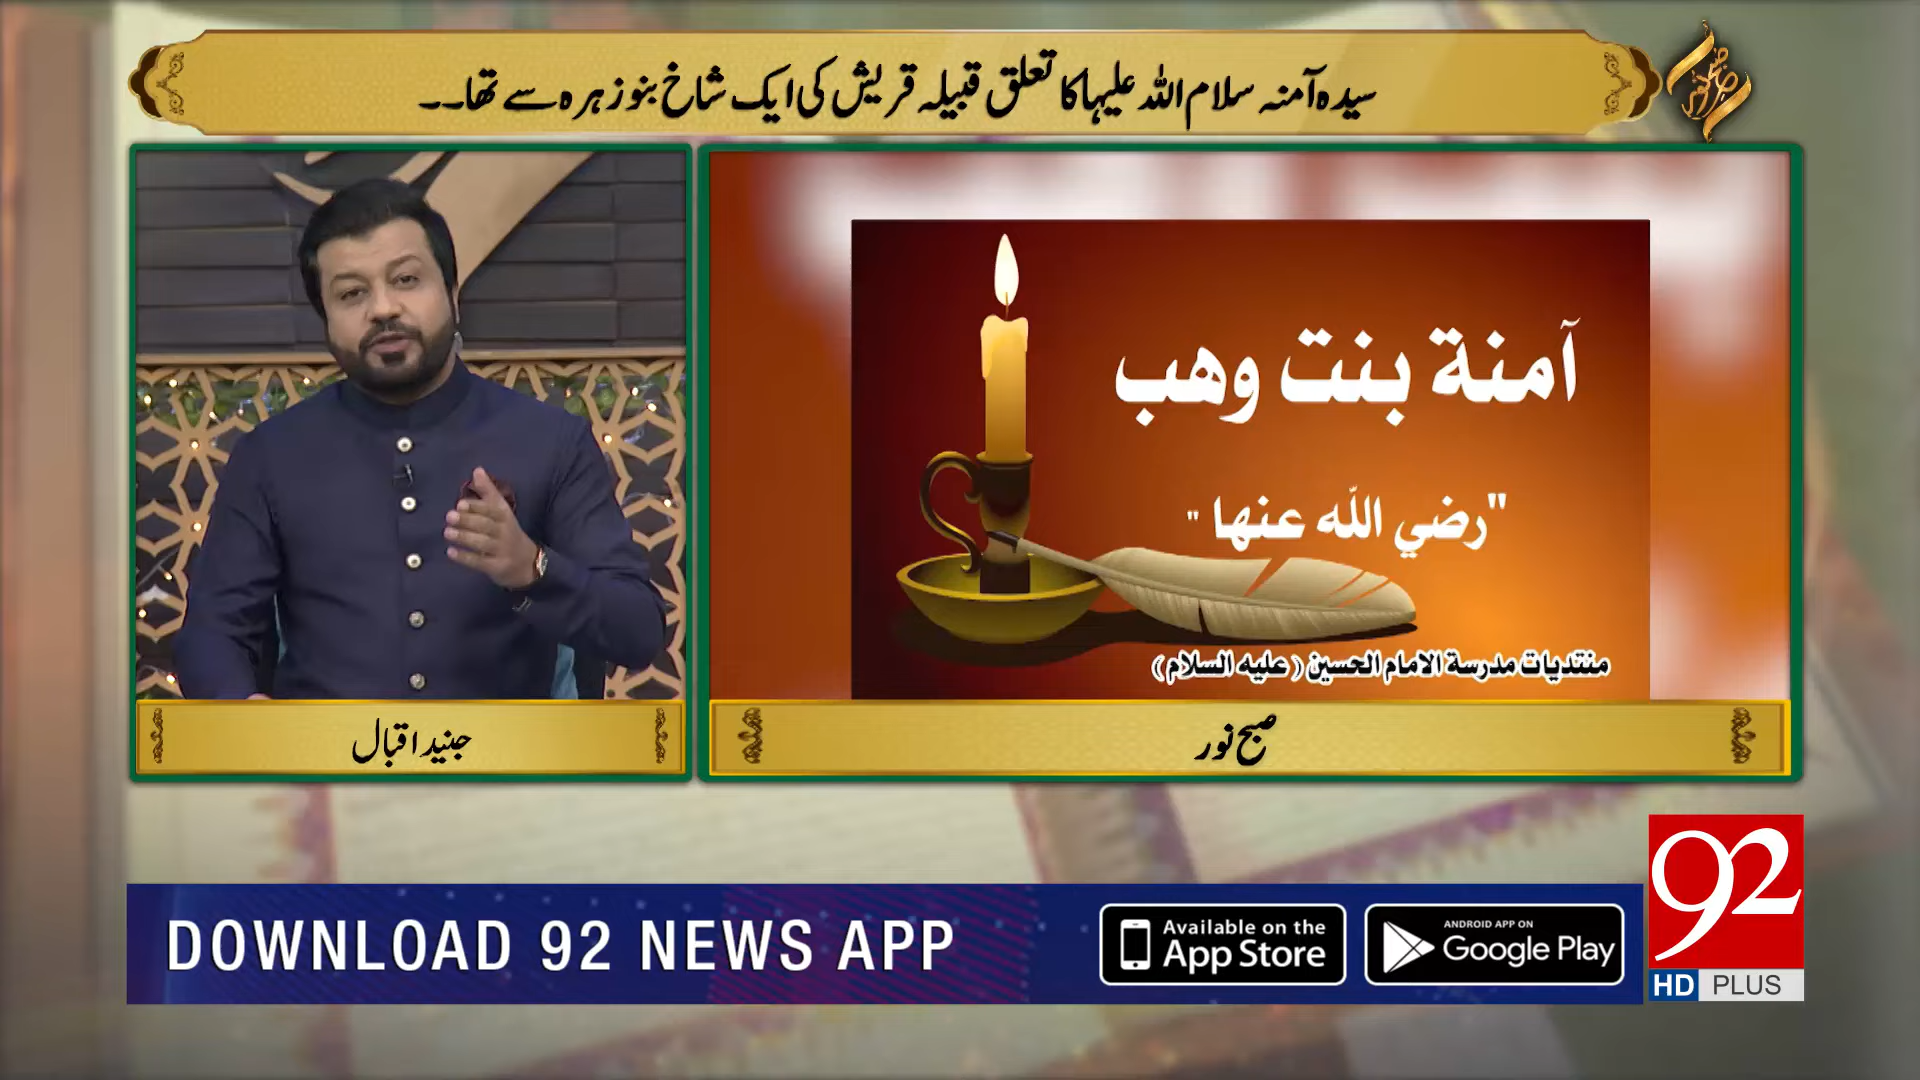 سیدہ آمنہ سلام اللہ علیہا کا تعلق قبیلہ قریش کی ایک شاخ بنو زہرہ سے تھا۔۔
صبح نور
آمنة بنت وهب
"رضي الله عنها "
منتديات مدرسة الامام الحسين ( عليه السلام )
جنید اقبال
صبح نور
DOWNLOAD 92 NEWS APP
Available on the
App Store
ANDROID APP ON
Google Play
92
HD PLUS